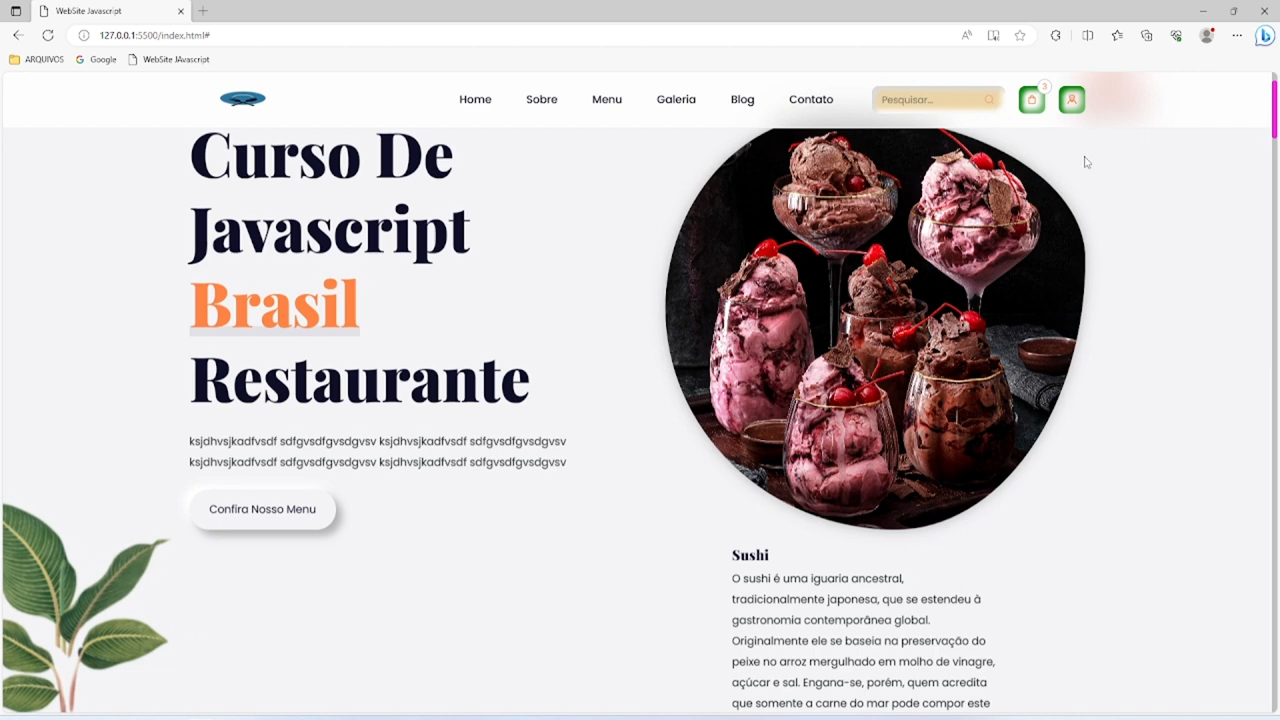 WebSite Javascript
127.0.0.1:5500/index.html#
ARQUIVOS
Google
WebSite JAvascript
Home
Sobre
Menu
Galeria
Blog
Contato
Pesquisar...
3
Curso De
Javascript
Brasil
Restaurante
ksjdhvsjkadfvsdf sdfgvsdfgvsdgvsv ksjdhvsjkadfvsdf sdfgvsdfgvsdgvsv
ksjdhvsjkadfvsdf sdfgvsdfgvsdgvsv ksjdhvsjkadfvsdf sdfgvsdfgvsdgvsv
Confira Nosso Menu
Sushi
O sushi é uma iguaria ancestral,
tradicionalmente japonesa, que se estendeu à
gastronomia contemporânea global.
Originalmente ele se baseia na preservação do
peixe no arroz mergulhado em molho de vinagre,
açúcar e sal. Engana-se, porém, quem acredita
que somente a carne do mar pode compor este